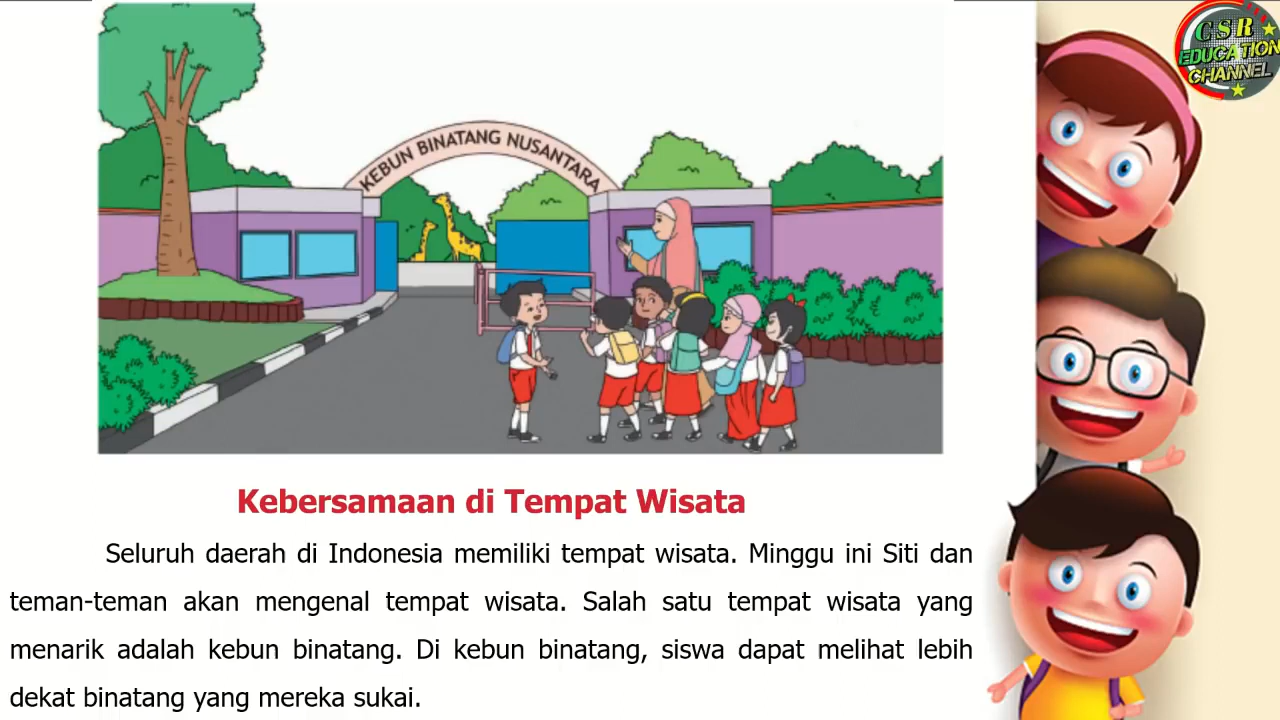 CSR
EDUCATION
CHANNEL
KEBUN BINATANG NUSANTARA
Kebersamaan di Tempat Wisata
Seluruh daerah di Indonesia memiliki tempat wisata. Minggu ini Siti dan
teman-teman akan mengenal tempat wisata. Salah satu tempat wisata yang
menarik adalah kebun binatang. Di kebun binatang, siswa dapat melihat lebih
dekat binatang yang mereka sukai.